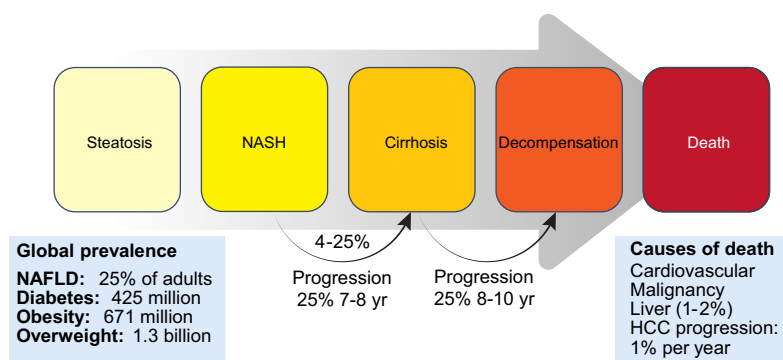 Steatosis
NASH
Cirrhosis
Decompensation
Death
4-25%
Progression
25% 7-8 yr
Progression
25% 8-10 yr
Global prevalence
NAFLD: 25% of adults
Diabetes: 425 million
Obesity: 671 million
Overweight: 1.3 billion
Causes of death
Cardiovascular
Malignancy
Liver (1-2%)
HCC progression:
1% per year